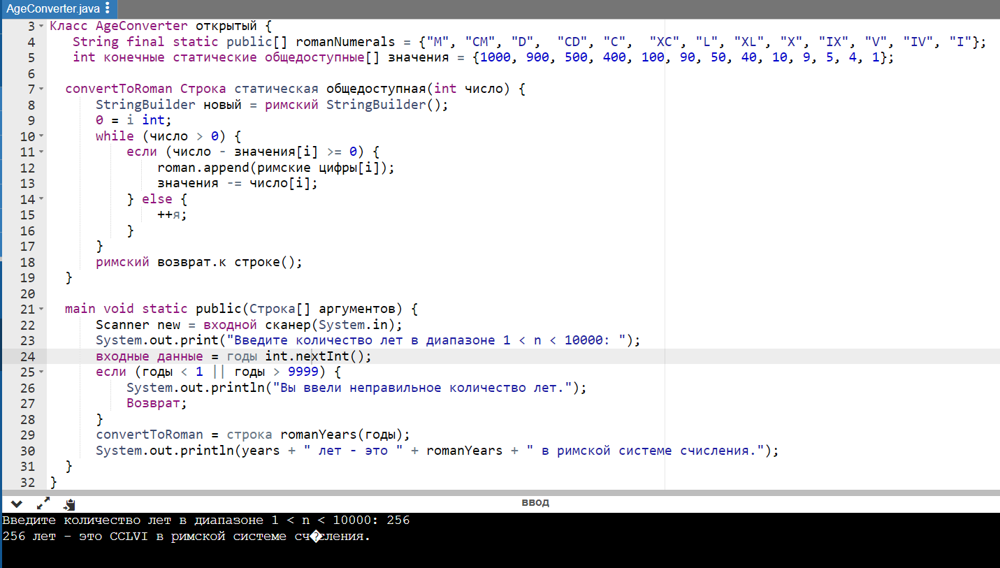 AgeConverter.java
3 Класс AgeConverter открытый {
4 String final static public[] romanNumerals = {"M", "CM", "D", "CD", "C", "XC", "L", "XL", "X", "IX", "V", "IV", "I"};
5 int конечные статические общедоступные[] значения = {1000, 900, 500, 400, 100, 90, 50, 40, 10, 9, 5, 4, 1};
6
7 convertToRoman Строка статическая общедоступная(int число) {
8 StringBuilder новый = римский StringBuilder();
9 0 = i int;
10 while (число > 0) {
11 если (число - значения[i] >= 0) {
12 roman.append(римские цифры[i]);
13 значения -= число[i];
14 } else {
15 ++я;
16 }
17 }
18 римский возврат.к строке();
19 }
20
21 main void static public(Строка[] аргументов) {
22 Scanner new = входной сканер(System.in);
23 System.out.print("Введите количество лет в диапазоне 1 < n < 10000: ");
24 входные данные = годы int.nextInt();
25 если (годы < 1 || годы > 9999) {
26 System.out.println("Вы ввели неправильное количество лет.");
27 Возврат;
28 }
29 convertToRoman = строка romanYears(годы);
30 System.out.println(years + " лет - это " + romanYears + " в римской системе счисления.");
31 }
32 }
ввод
Введите количество лет в диапазоне 1 < n < 10000: 256
256 лет - это CCLVI в римской системе сч�сления.